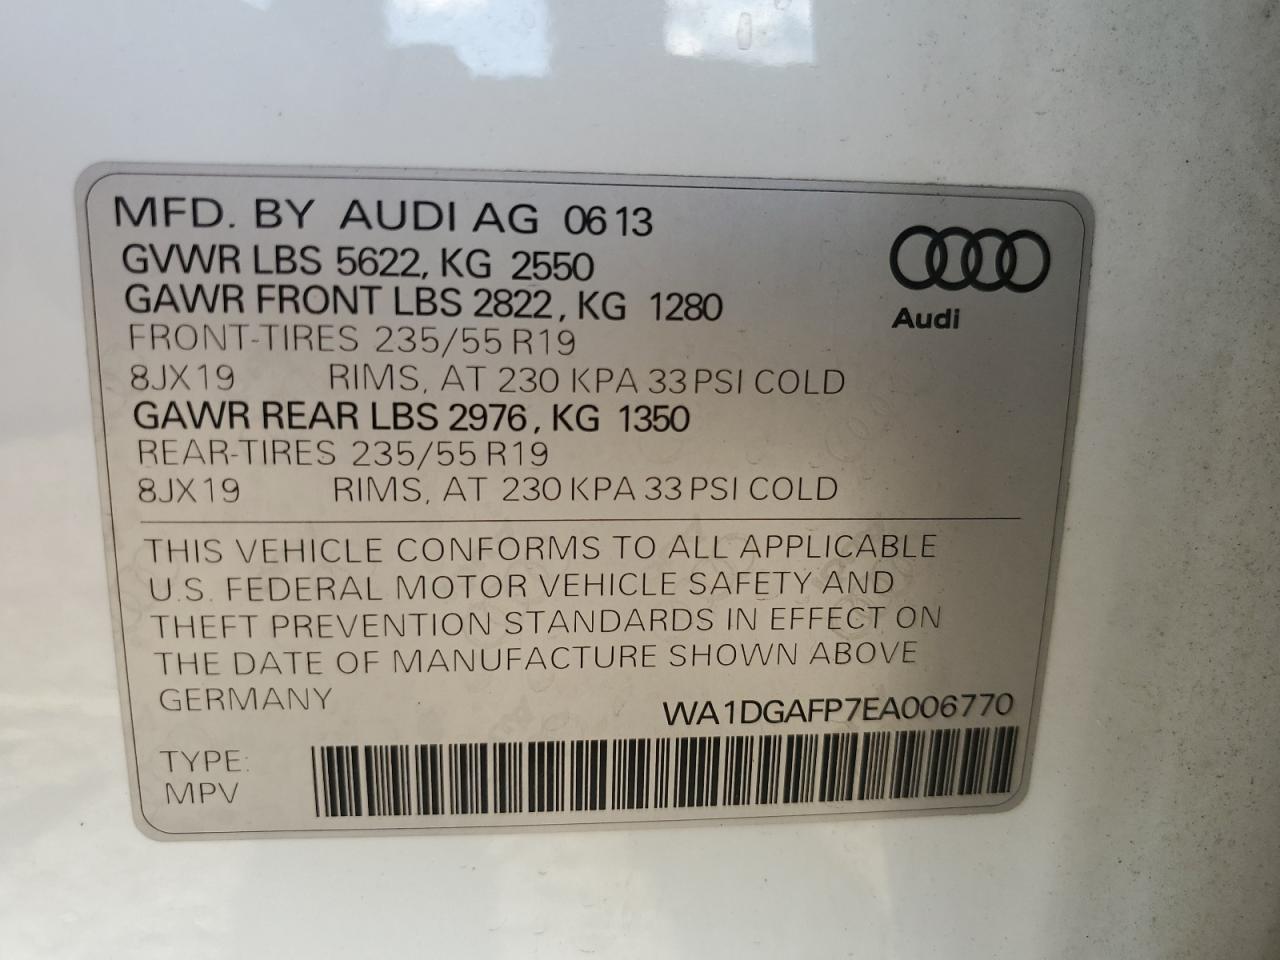 MFD. BY AUDI AG 06 13
GVWR LBS 5622, KG 2550
GAWR FRONT LBS 2822, KG 1280
FRONT-TIRES 235/55 R19
8JX19 RIMS, AT 230 KPA 33 PSI COLD
GAWR REAR LBS 2976, KG 1350
REAR-TIRES 235/55 R19
8JX19 RIMS, AT 230 KPA 33 PSI COLD
Audi
THIS VEHICLE CONFORMS TO ALL APPLICABLE
U.S. FEDERAL MOTOR VEHICLE SAFETY AND
THEFT PREVENTION STANDARDS IN EFFECT ON
THE DATE OF MANUFACTURE SHOWN ABOVE
GERMANY
WA1DGAFP7EA006770
TYPE:
MPV